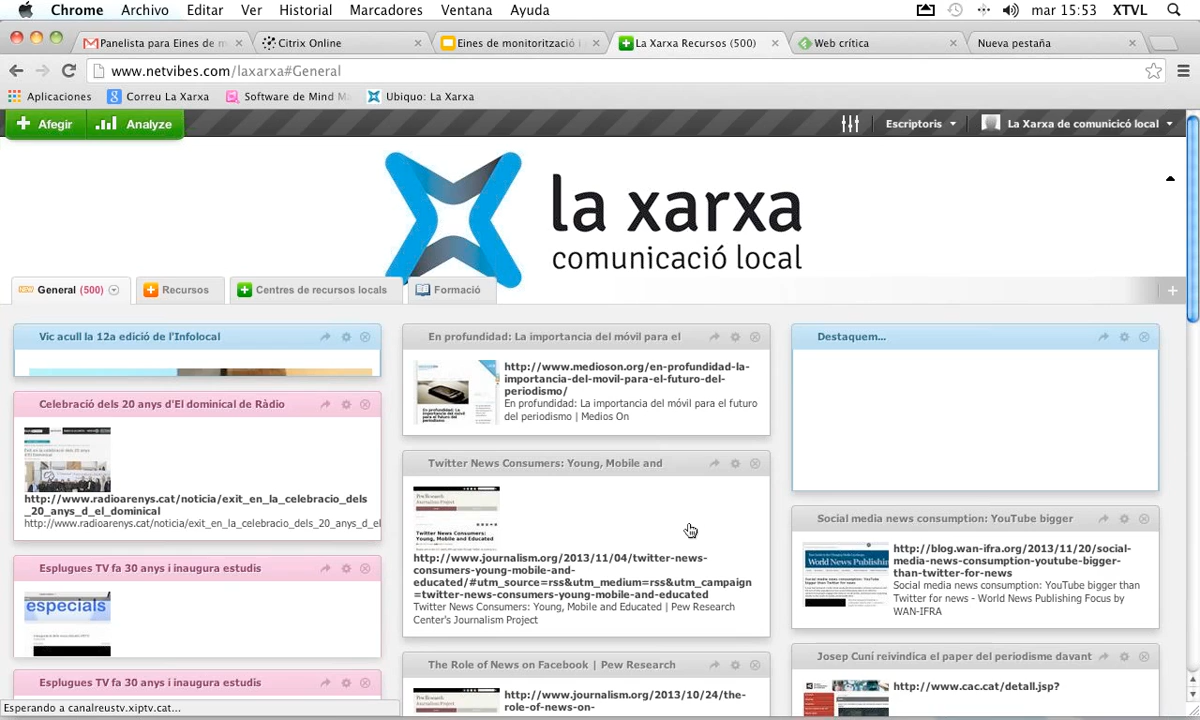 Chrome Archivo Editar Ver Historial Marcadores Ventana Ayuda mar 15:53 XTVL
Panelista para Eines de m
Citrix Online
Eines de monitorització i
La Xarxa Recursos (500)
Web crítica
Nueva pestaña
www.netvibes.com/laxarxa#General
Aplicaciones
Correu La Xarxa
Software de Mind M
Ubiquo: La Xarxa
Afegir
Analyze
Escriptoris
La Xarxa de comunicicó local
la xarxa
comunicació local
General (500)
Recursos
Centres de recursos locals
Formació
Vic acull la 12a edició de l'Infolocal
Celebració dels 20 anys d'El dominical de Ràdio
http://www.radioarenys.cat/noticia/exit_en_la_celebracio_dels
_20_anys_d_el_dominical
http://www.radioarenys.cat/noticia/exit_en_la_celebracio_dels_20_anys_d_el
Esplugues TV fa 30 anys i inaugura estudis
especials
Esplugues TV fa 30 anys i inaugura estudis
En profundidad: La importancia del móvil para el
http://www.medioson.org/en-profundidad-la-
importancia-del-movil-para-el-futuro-del-
periodismo/
En profundidad: La importancia del móvil para el futuro
del periodismo | Medios On
Twitter News Consumers: Young, Mobile and
Twitter News Consumers:
Young, Mobile and Educated
http://www.journalism.org/2013/11/04/twitter-news-
consumers-young-mobile-and-
educated/#utm_source=rss&utm_medium=rss&utm_campaign
=twitter-news-consumers-young-mobile-and-educated
Twitter News Consumers: Young, Mobile and Educated | Pew Research
Center's Journalism Project
The Role of News on Facebook | Pew Research
http://www.journalism.org/2013/10/24/the-
role-of-news-on-
Destaquem...
Social media news consumption: YouTube bigger
World News Publishing
http://blog.wan-ifra.org/2013/11/20/social-
media-news-consumption-youtube-bigger-
than-twitter-for-news
Social media news consumption: YouTube bigger than
Twitter for news - World News Publishing Focus by
WAN-IFRA
Josep Cuní reivindica el paper del periodisme davant
http://www.cac.cat/detall.jsp?